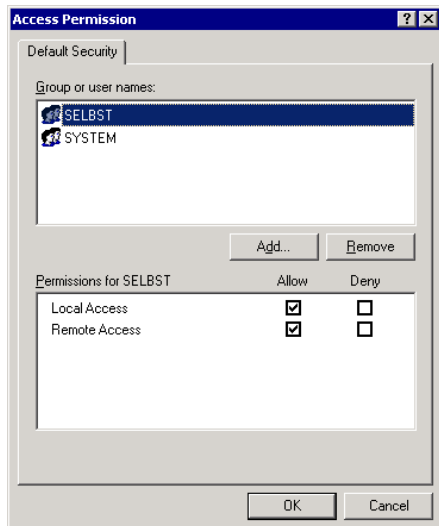 Access Permission
Default Security
Group or user names:
SELBST
SYSTEM
Add... Remove
Permissions for SELBST Allow Deny
Local Access
Remote Access
OK Cancel